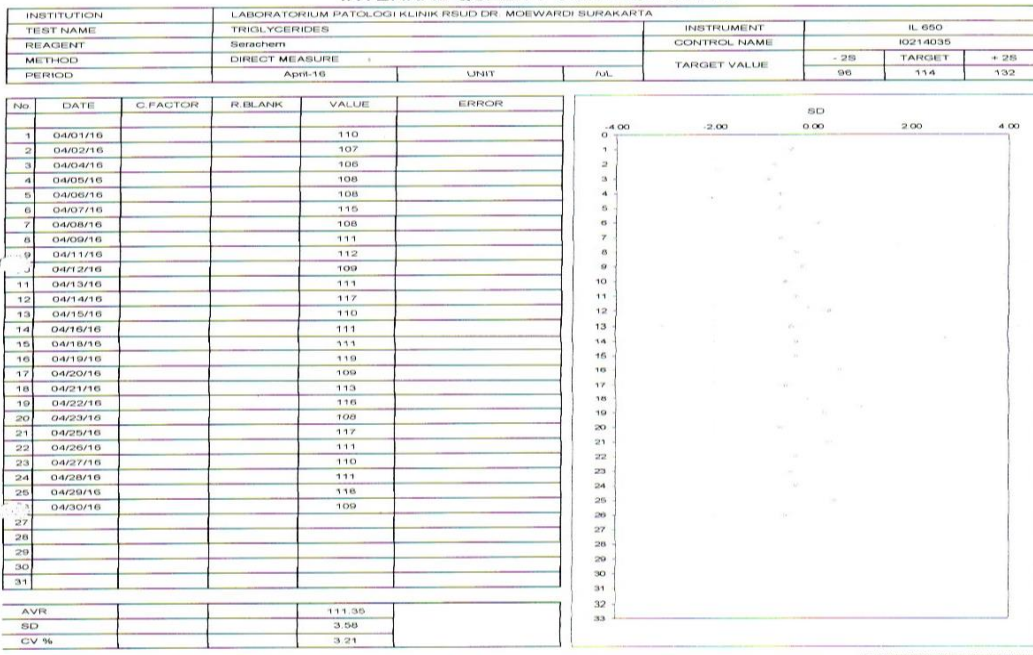 INSTITUTION LABORATORIUM PATOLOGI KLINIK RSUD DR. MOEWARDI SURAKARTA
TEST NAME TRIGLYCERIDES INSTRUMENT IL 650
REAGENT Serachem CONTROL NAME I0214035
METHOD DIRECT MEASURE TARGET VALUE - 2S TARGET + 2S
PERIOD April-16 UNIT /uL 96 114 132
No DATE C.FACTOR R.BLANK VALUE ERROR
1 04/01/16 110
2 04/02/16 107
3 04/04/16 106
4 04/05/16 108
5 04/06/16 108
6 04/07/16 115
7 04/08/16 108
8 04/09/16 111
9 04/11/16 112
04/12/16 109
11 04/13/16 111
12 04/14/16 117
13 04/15/16 110
14 04/16/16 111
15 04/18/16 111
16 04/19/16 119
17 04/20/16 109
18 04/21/16 113
19 04/22/16 116
20 04/23/16 108
21 04/25/16 117
22 04/26/16 111
23 04/27/16 110
24 04/28/16 111
25 04/29/16 118
04/30/16 109
27
28
29
30
31
AVR 111.35
SD 3.58
CV % 3.21
SD
-4.00 -2.00 0.00 2.00 4.00
0
1
2
3
4
5
6
7
8
9
10
11
12
13
14
15
16
17
18
19
20
21
22
23
24
25
26
27
28
29
30
31
32
33